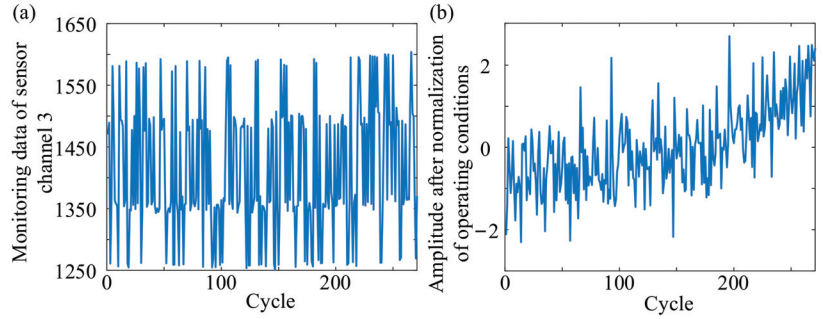 (a)
1650
1550
1450
1350
1250
Monitoring data of sensor
channel 3
0
100
200
Cycle
(b)
2
0
−2
Amplitude after normalization
of operating conditions
0
100
200
Cycle